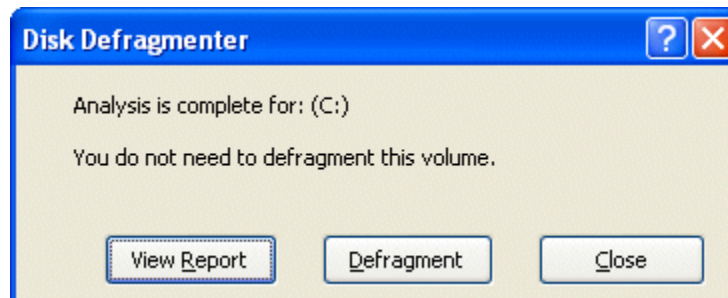 Disk Defragmenter
Analysis is complete for: (C:)
You do not need to defragment this volume.
View Report Defragment Close